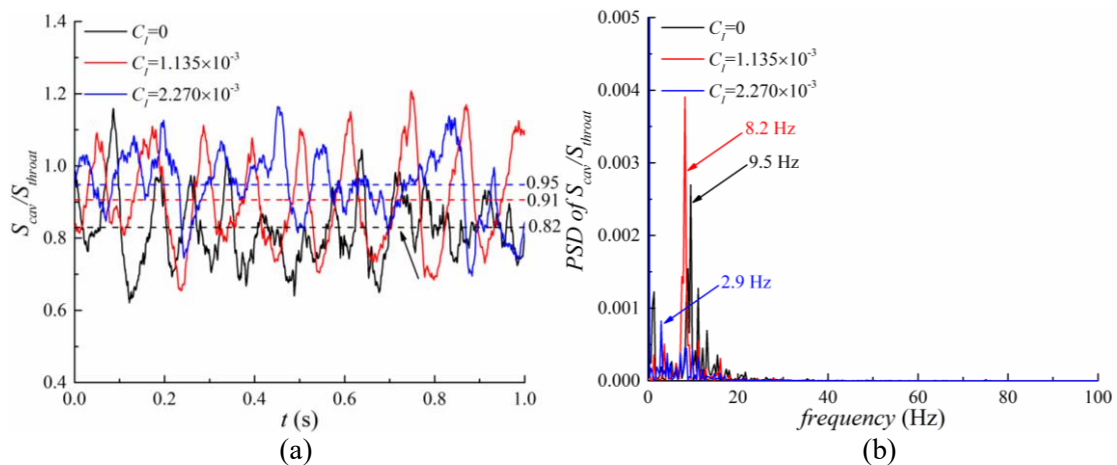 1.4
1.2
1.0
0.8
0.6
0.4
S_cav/S_throat
C_l=0
C_l=1.135×10⁻³
C_l=2.270×10⁻³
0.95
0.91
0.82
0.0 0.2 0.4 0.6 0.8 1.0
t (s)
(a)
0.005
0.004
0.003
0.002
0.001
0.000
PSD of S_cav/S_throat
C_l=0
C_l=1.135×10⁻³
C_l=2.270×10⁻³
8.2 Hz
9.5 Hz
2.9 Hz
0 20 40 60 80 100
frequency (Hz)
(b)